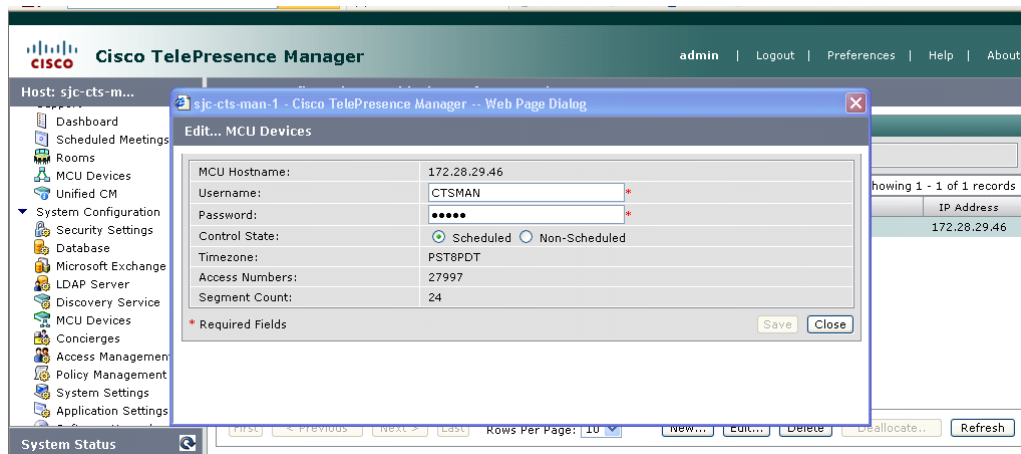 CISCO Cisco TelePresence Manager admin | Logout | Preferences | Help | About
Host: sjc-cts-m...
Support
Dashboard
Scheduled Meetings
Rooms
MCU Devices
Unified CM
System Configuration
Security Settings
Database
Microsoft Exchange
LDAP Server
Discovery Service
MCU Devices
Concierges
Access Managemen
Policy Management
System Settings
Application Settings
System Status
sjc-cts-man-1 - Cisco TelePresence Manager -- Web Page Dialog
Edit... MCU Devices
MCU Hostname: 172.28.29.46
Username: CTSMAN *
Password: ••••• *
Control State: Scheduled Non-Scheduled
Timezone: PST8PDT
Access Numbers: 27997
Segment Count: 24
* Required Fields Save Close
howing 1 - 1 of 1 records
IP Address
172.28.29.46
First < Previous Next > Last Rows Per Page: 10 New... Edit... Delete Deallocate.. Refresh